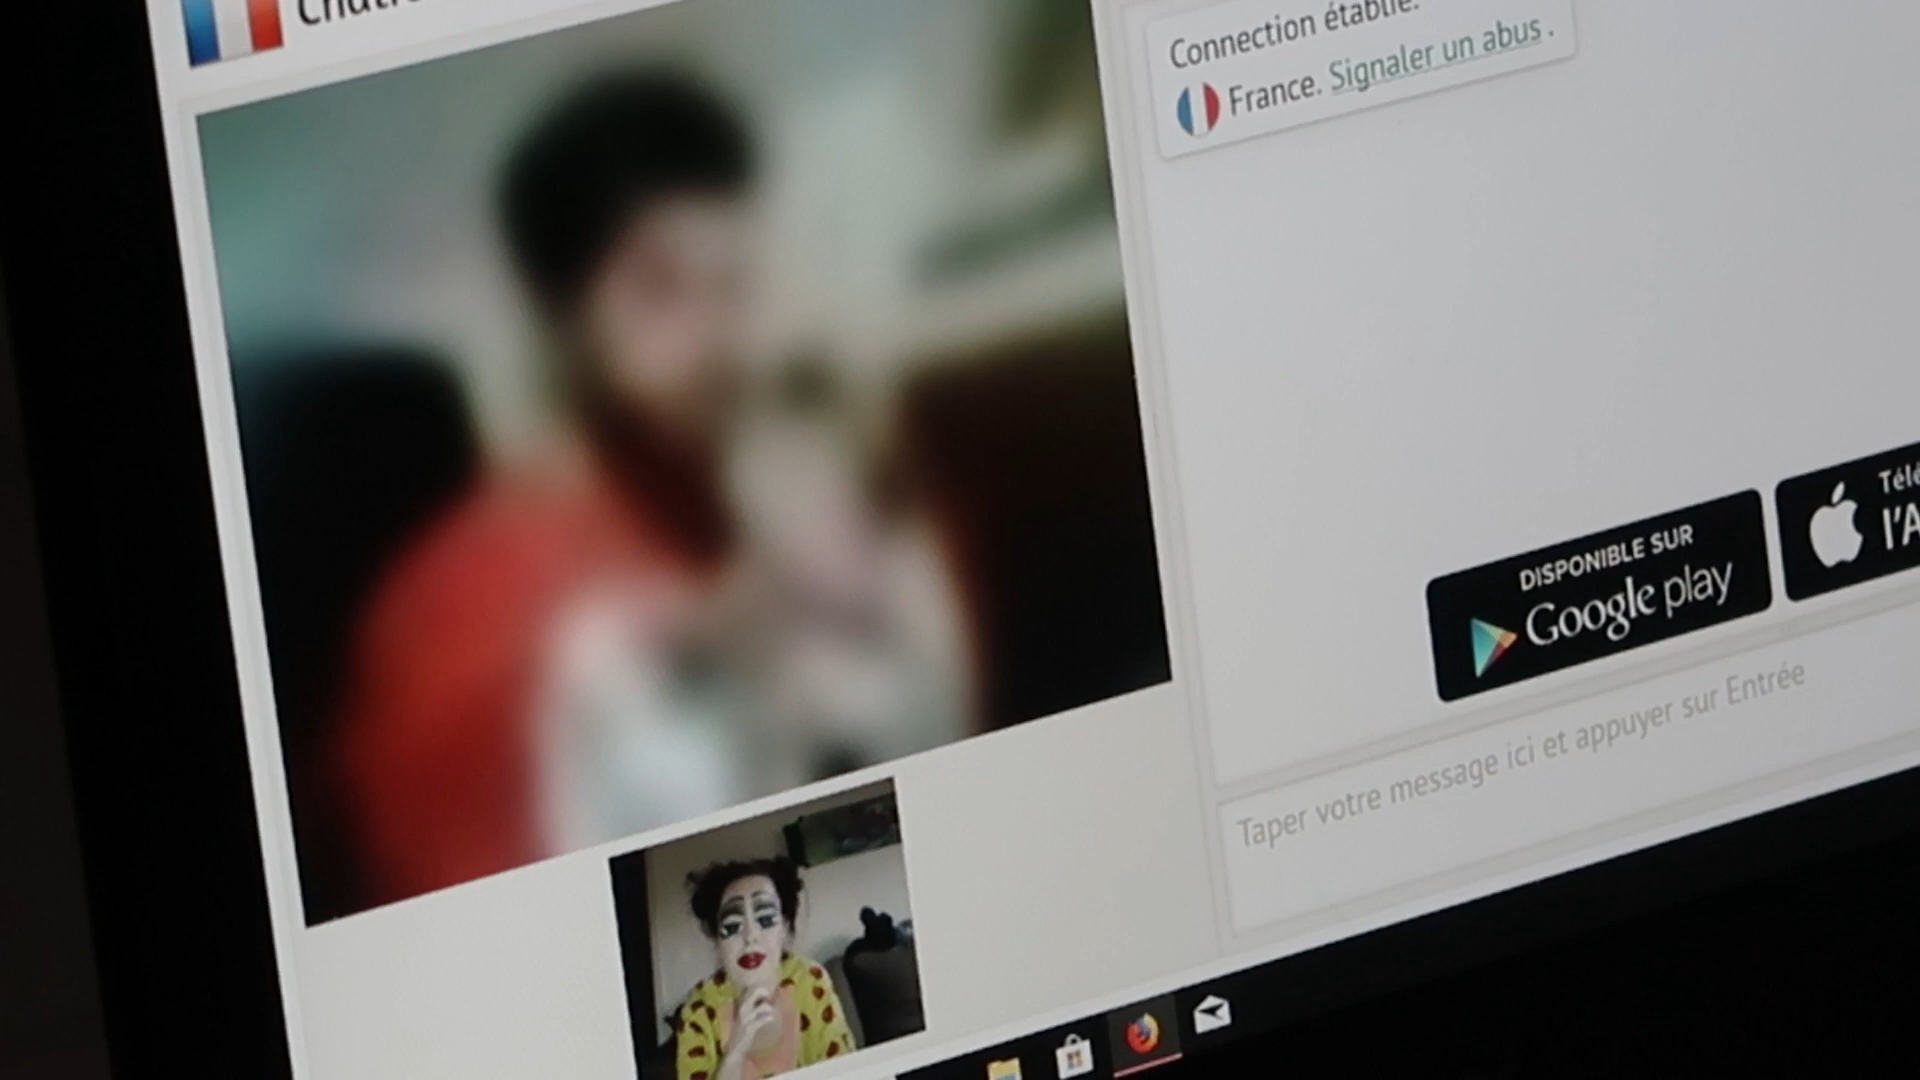 Connection établie.
France. Signaler un abus .
DISPONIBLE SUR
Google play
Taper votre message ici et appuyer sur Entrée